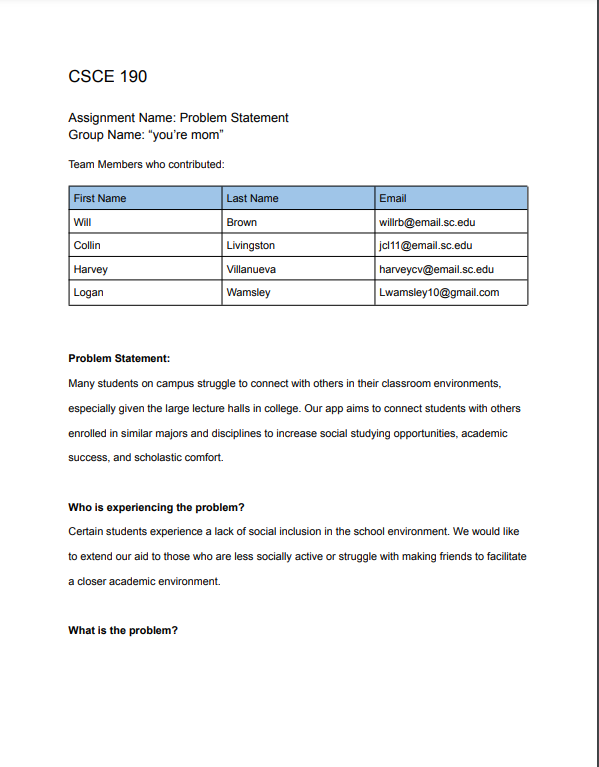 CSCE 190
Assignment Name: Problem Statement
Group Name: “you’re mom”
Team Members who contributed:
First Name Last Name Email
Will Brown willrb@email.sc.edu
Collin Livingston jcl11@email.sc.edu
Harvey Villanueva harveycv@email.sc.edu
Logan Wamsley Lwamsley10@gmail.com
Problem Statement:
Many students on campus struggle to connect with others in their classroom environments,
especially given the large lecture halls in college. Our app aims to connect students with others
enrolled in similar majors and disciplines to increase social studying opportunities, academic
success, and scholastic comfort.
Who is experiencing the problem?
Certain students experience a lack of social inclusion in the school environment. We would like
to extend our aid to those who are less socially active or struggle with making friends to facilitate
a closer academic environment.
What is the problem?